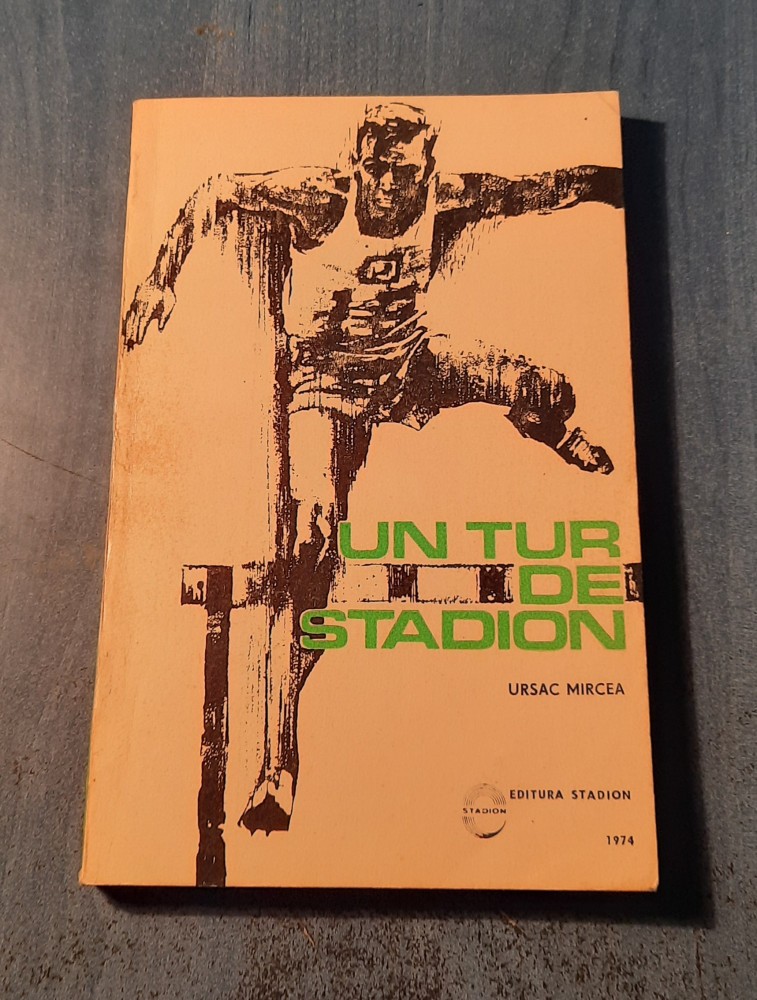 UN TUR
DE
STADION
URSAC MIRCEA
EDITURA STADION
STADION
1974